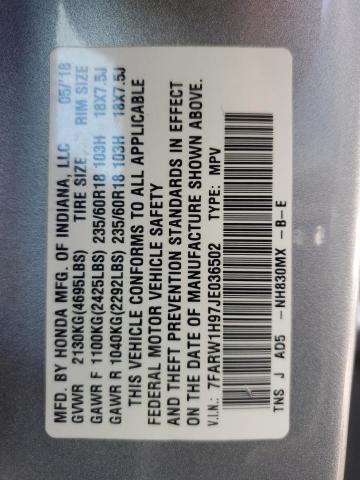 MFD. BY HONDA MFG. OF INDIANA, LLC 05/'18
GVWR 2130KG(4695LBS) TIRE SIZE RIM SIZE
GAWR F 1100KG(2425LBS) 235/60R18 103H 18X7.5J
GAWR R 1040KG(2292LBS) 235/60R18 103H 18X7.5J
THIS VEHICLE CONFORMS TO ALL APPLICABLE
FEDERAL MOTOR VEHICLE SAFETY
AND THEFT PREVENTION STANDARDS IN EFFECT
ON THE DATE OF MANUFACTURE SHOWN ABOVE.
V.I.N.: 7FARW1H97JE036502 TYPE: MPV
TNS J AD5 -NH830MX -B-E